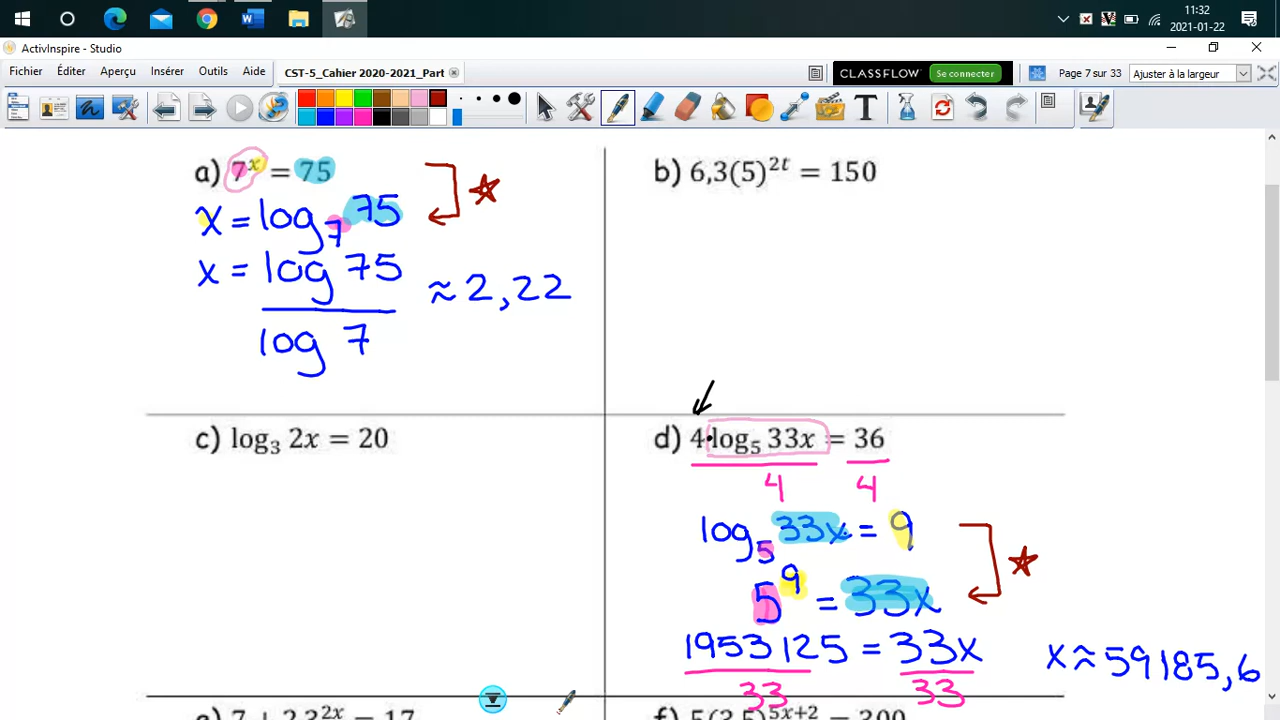 11:32
2021-01-22
ActivInspire - Studio
Fichier Éditer Aperçu Insérer Outils Aide CST-5_Cahier 2020-2021_Part CLASSFLOW Se connecter Page 7 sur 33 Ajuster à la largeur
a) 7^x = 75
x = log_7 75
x = log 75 / log 7 ≈ 2,22
b) 6,3(5)^{2t} = 150
c) log_3 2x = 20
d) 4·log_5 33x = 36
4 4
log_5 33x = 9
5^9 = 33x
1953125 = 33x x ≈ 59185,6
33 33